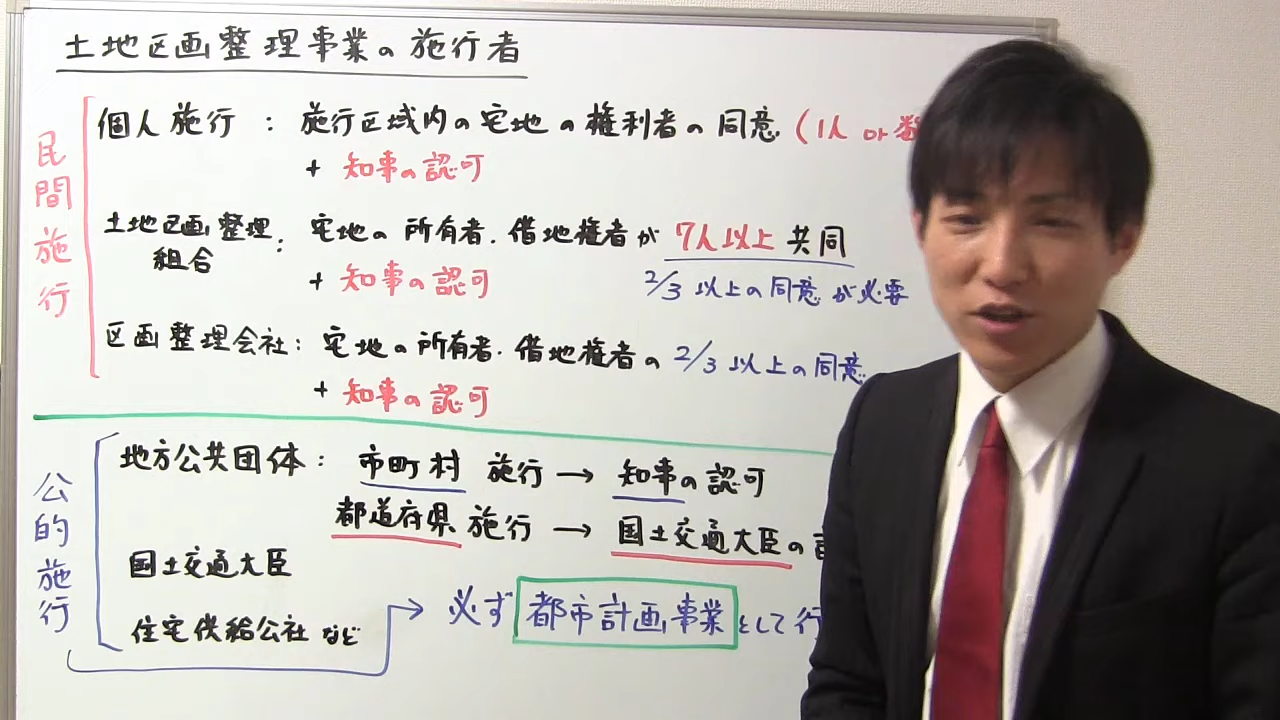 土地区画整理事業の施行者
民間施行
個人施行 : 施行区域内の宅地の権利者の同意 (1人 or
+ 知事の認可
土地区画整理組合 : 宅地の所有者・借地権者が 7人以上 共同
+ 知事の認可
2/3 以上の同意が必要
区画整理会社 : 宅地の所有者・借地権者の 2/3 以上の同意
+ 知事の認可
公的施行
地方公共団体 : 市町村 施行 → 知事の認可
都道府県 施行 → 国土交通大臣の
国土交通大臣
住宅供給公社 など
→ 必ず 都市計画事業 として行